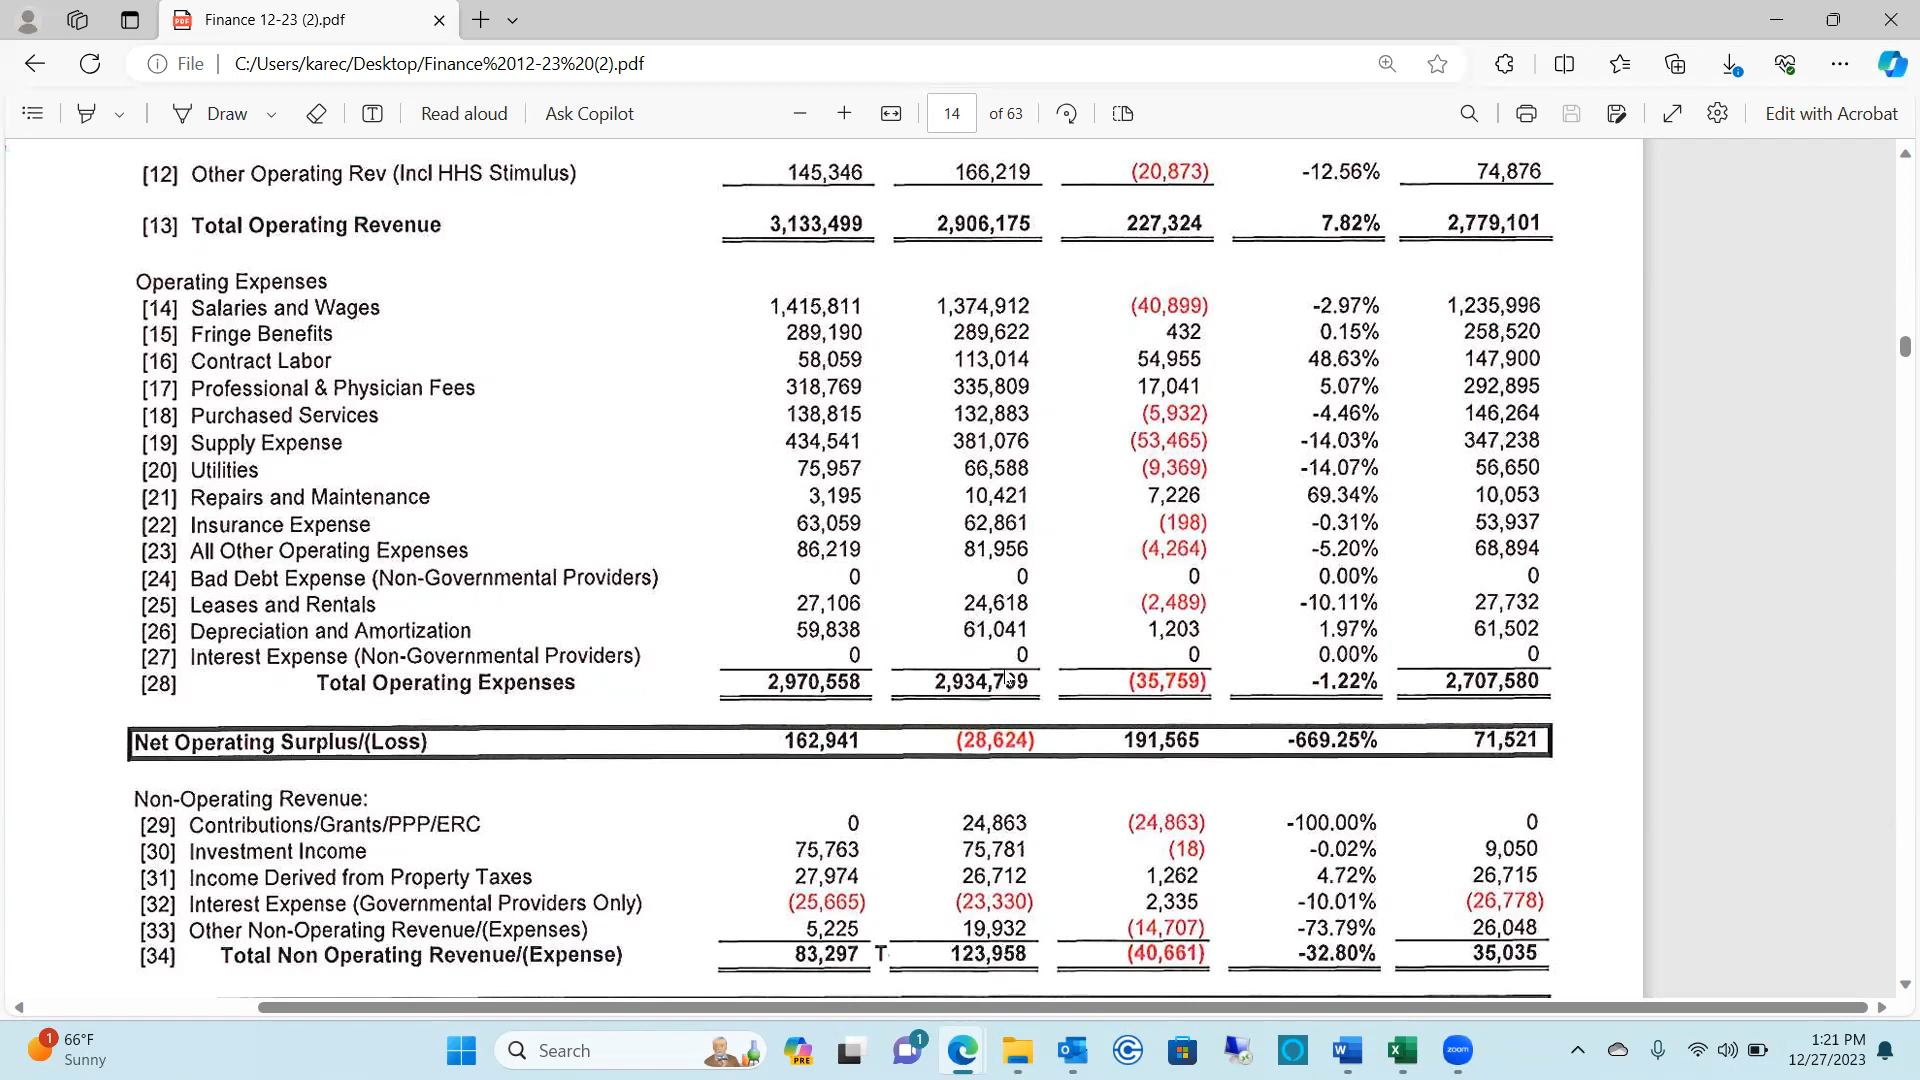 Finance 12-23 (2).pdf
File C:/Users/karec/Desktop/Finance%2012-23%20(2).pdf
Draw Read aloud Ask Copilot 14 of 63 Edit with Acrobat
[12] Other Operating Rev (Incl HHS Stimulus) 145,346 166,219 (20,873) -12.56% 74,876
[13] Total Operating Revenue 3,133,499 2,906,175 227,324 7.82% 2,779,101
Operating Expenses
[14] Salaries and Wages 1,415,811 1,374,912 (40,899) -2.97% 1,235,996
[15] Fringe Benefits 289,190 289,622 432 0.15% 258,520
[16] Contract Labor 58,059 113,014 54,955 48.63% 147,900
[17] Professional & Physician Fees 318,769 335,809 17,041 5.07% 292,895
[18] Purchased Services 138,815 132,883 (5,932) -4.46% 146,264
[19] Supply Expense 434,541 381,076 (53,465) -14.03% 347,238
[20] Utilities 75,957 66,588 (9,369) -14.07% 56,650
[21] Repairs and Maintenance 3,195 10,421 7,226 69.34% 10,053
[22] Insurance Expense 63,059 62,861 (198) -0.31% 53,937
[23] All Other Operating Expenses 86,219 81,956 (4,264) -5.20% 68,894
[24] Bad Debt Expense (Non-Governmental Providers) 0 0 0 0.00% 0
[25] Leases and Rentals 27,106 24,618 (2,489) -10.11% 27,732
[26] Depreciation and Amortization 59,838 61,041 1,203 1.97% 61,502
[27] Interest Expense (Non-Governmental Providers) 0 0 0 0.00% 0
[28] Total Operating Expenses 2,970,558 (35,759) -1.22% 2,707,580
Net Operating Surplus/(Loss) 162,941 (28,624) 191,565 -669.25% 71,521
Non-Operating Revenue:
[29] Contributions/Grants/PPP/ERC 0 24,863 (24,863) -100.00% 0
[30] Investment Income 75,763 75,781 (18) -0.02% 9,050
[31] Income Derived from Property Taxes 27,974 26,712 1,262 4.72% 26,715
[32] Interest Expense (Governmental Providers Only) (25,665) (23,330) 2,335 -10.01% (26,778)
[33] Other Non-Operating Revenue/(Expenses) 5,225 19,932 (14,707) -73.79% 26,048
[34] Total Non Operating Revenue/(Expense) 83,297 T 123,958 (40,661) -32.80% 35,035
1 66°F
Sunny
Search
PRE
1
zoom
1:21 PM
12/27/2023